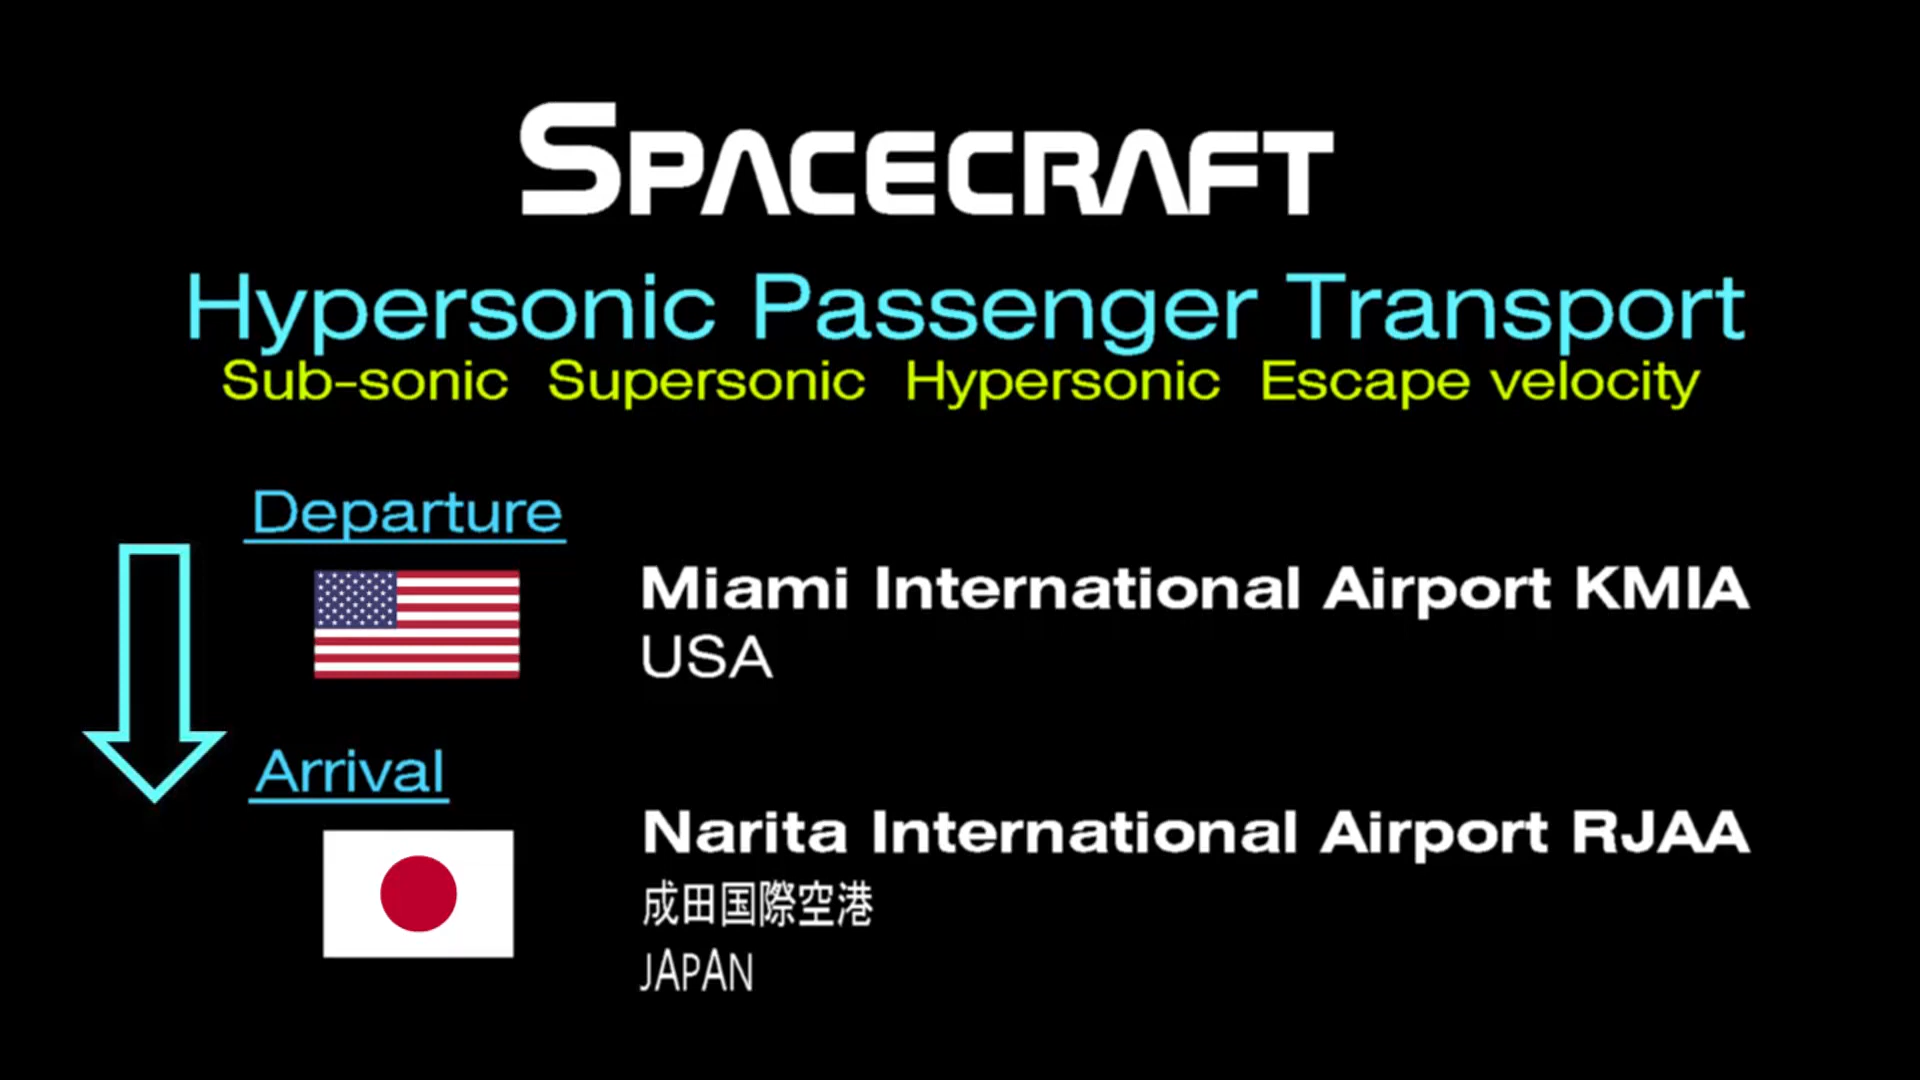 SPACECRAFT
Hypersonic Passenger Transport
Sub-sonic Supersonic Hypersonic Escape velocity
Departure
Miami International Airport KMIA
USA
Arrival
Narita International Airport RJAA
成田国際空港
JAPAN